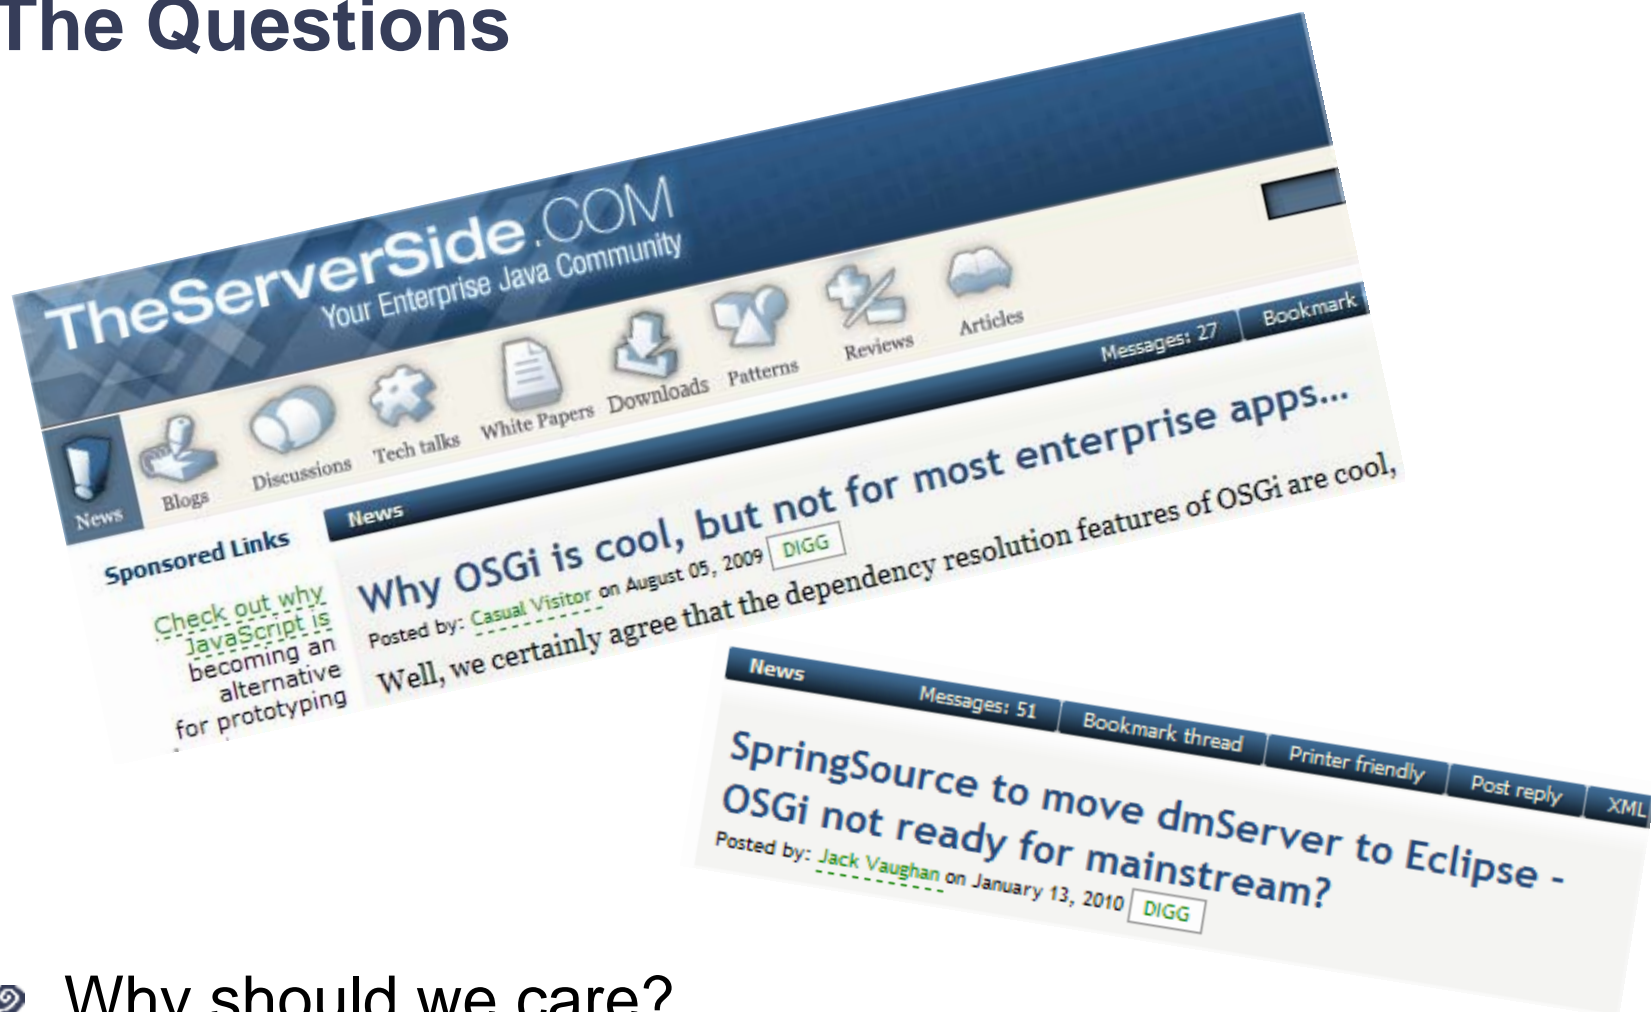 The Questions
TheServerSide.COM
Your Enterprise Java Community
News
Blogs
Discussions
Tech talks
White Papers
Downloads
Patterns
Reviews
Articles
News
Messages: 27
Bookmark
Sponsored Links
Check out why
JavaScript is
becoming an
alternative
for prototyping
Why OSGi is cool, but not for most enterprise apps...
Posted by: Casual Visitor on August 05, 2009 DIGG
Well, we certainly agree that the dependency resolution features of OSGi are cool,
News
Messages: 51
Bookmark thread
Printer friendly
Post reply
XML
SpringSource to move dmServer to Eclipse -
OSGi not ready for mainstream?
Posted by: Jack Vaughan on January 13, 2010 DIGG
Why should we care?